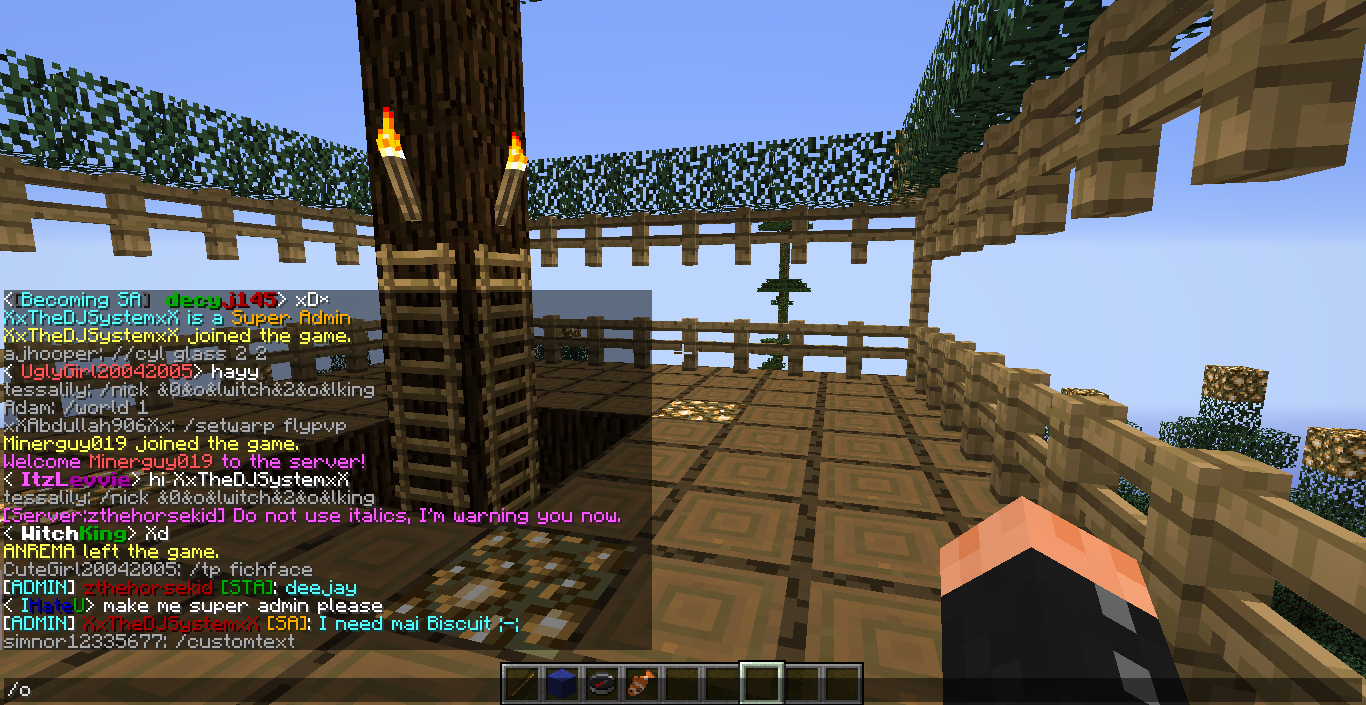 <[Becoming SA] decyj145> xD*
XxTheDJSystemxX is a Super Admin
XxTheDJSystemxX joined the game.
ajhooper: //cyl glass 2 2
< UglyGirl20042005> hayy
tessalily: /nick &0&o&lwitch&2&o&lking
Adam: /world 1
xXAbdullah906Xx: /setwarp flypvp
Minerguy019 joined the game.
Welcome Minerguy019 to the server!
< ItzLevvie> hi XxTheDJSystemxX
tessalily: /nick &0&o&lwitch&2&o&lking
[Server:zthehorsekid] Do not use italics, I'm warning you now.
< WitchKing> Xd
ANREMA left the game.
CuteGirl20042005: /tp fichface
[ADMIN] zthehorsekid [STA]: deejay
< IHateU> make me super admin please
[ADMIN] XxTheDJSystemxX [SA]: I need mai Biscuit ;-;
simnor12335677: /customtext
/o